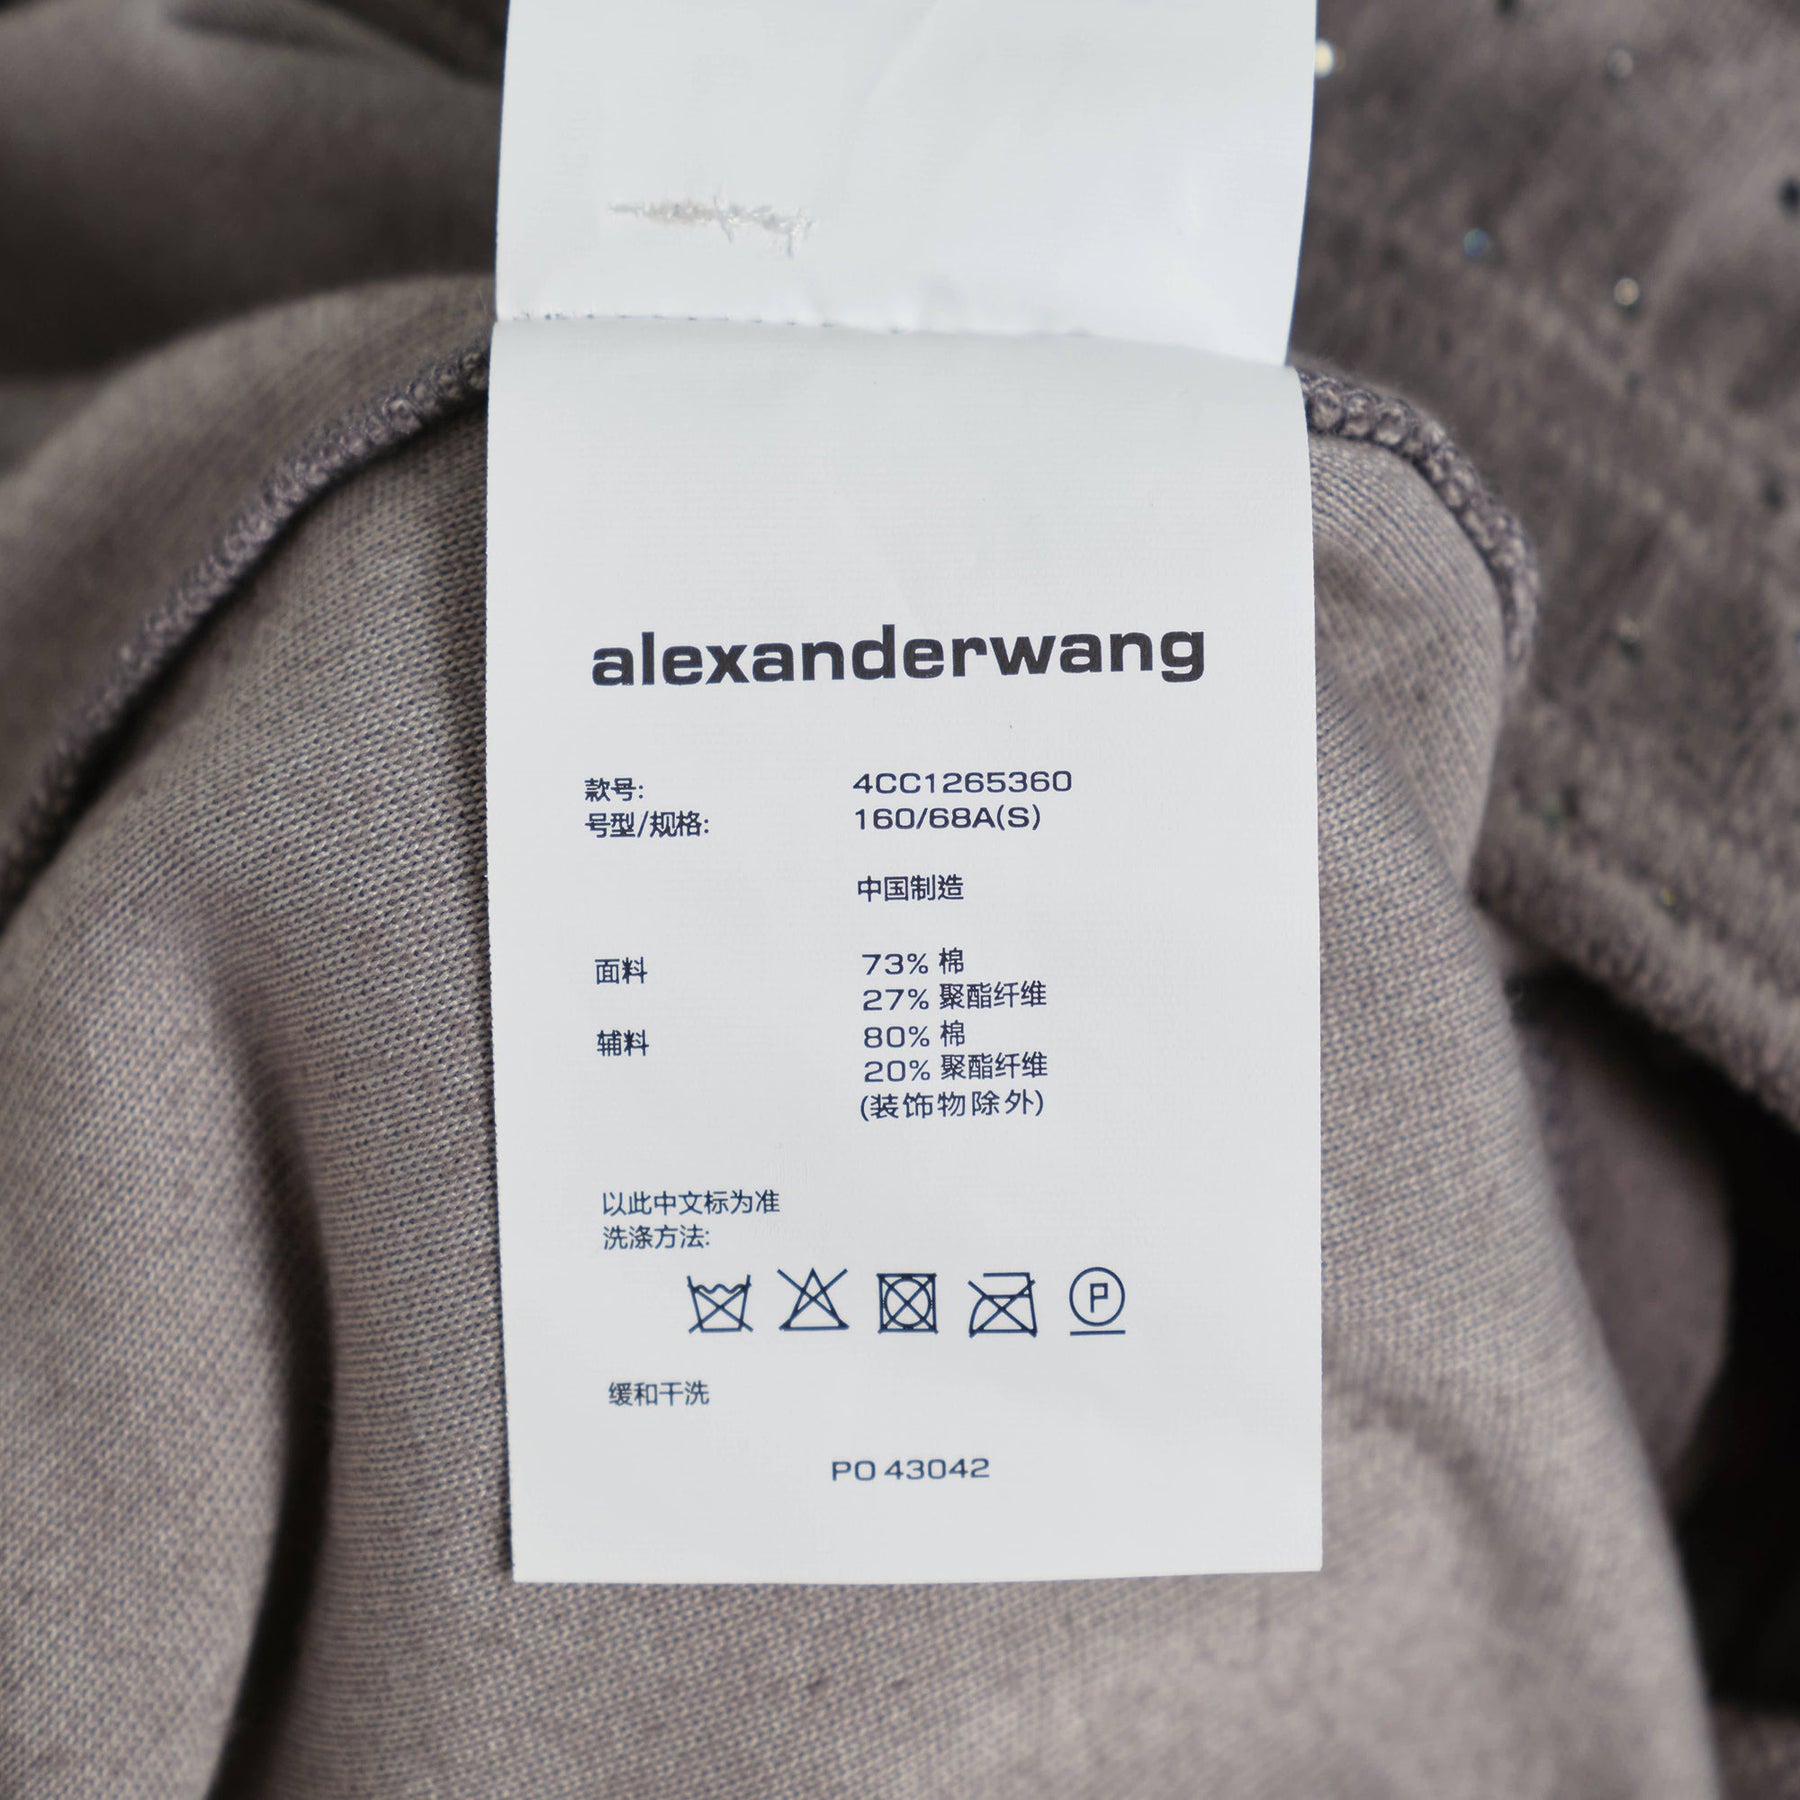 alexanderwang
款号: 4CC1265360
号型/规格: 160/68A(S)
中国制造
面料 73% 棉
27% 聚酯纤维
辅料 80% 棉
20% 聚酯纤维
(装饰物除外)
以此中文标为准
洗涤方法:
P
缓和干洗
PO 43042